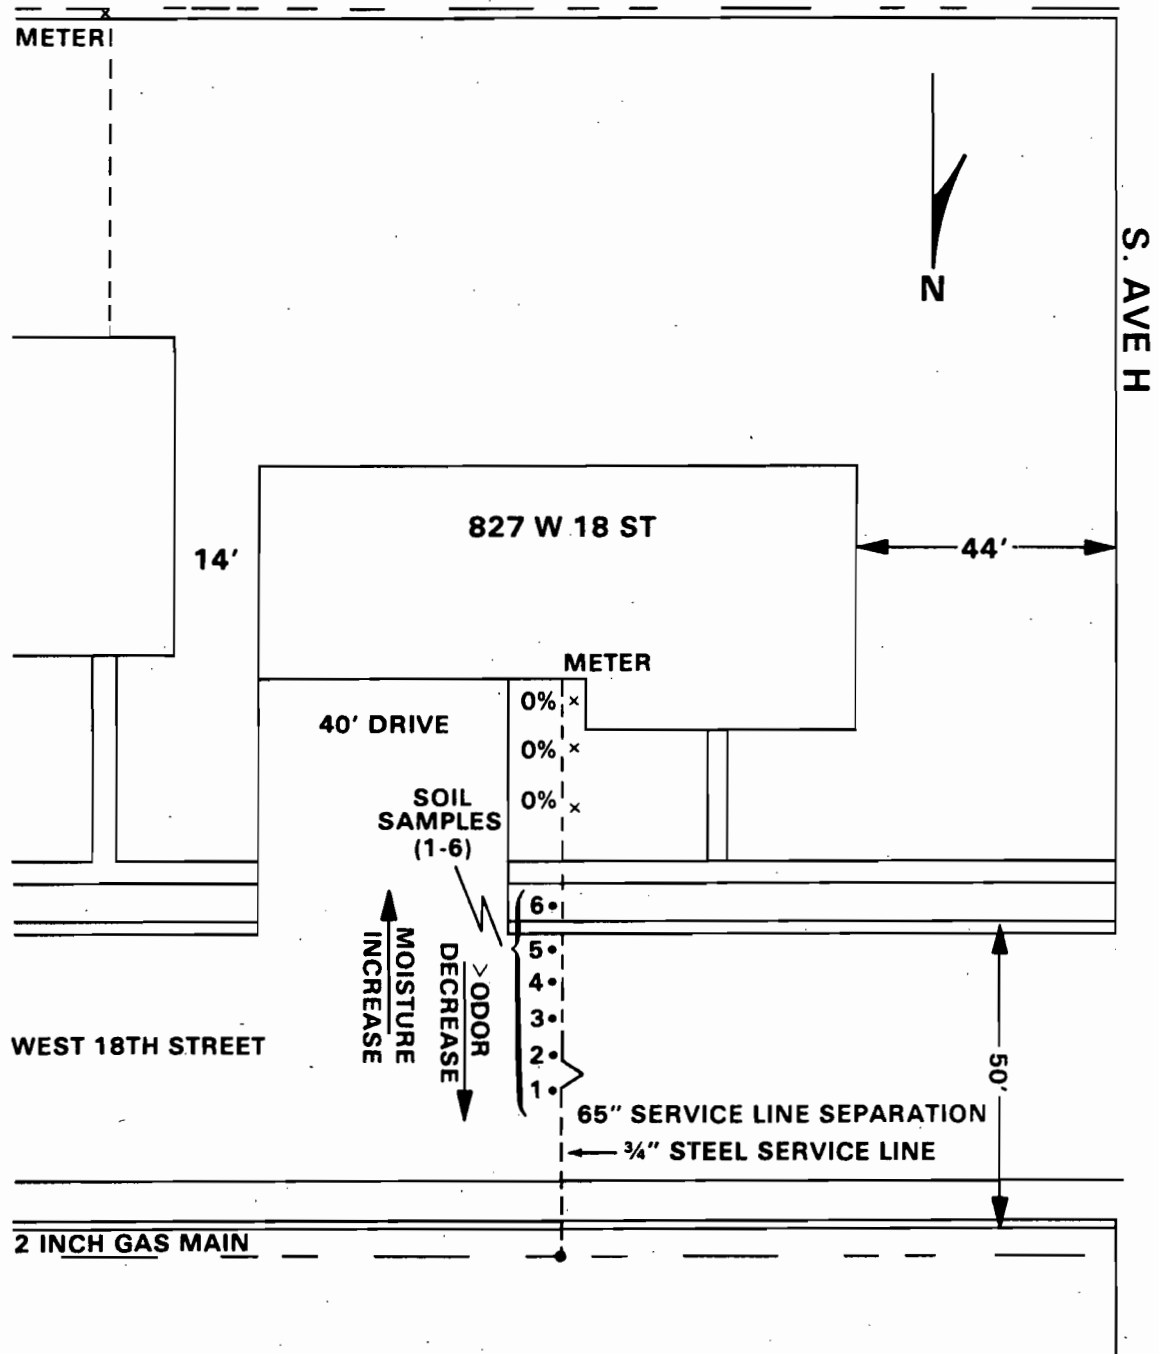 METER
N
S. AVE H
827 W 18 ST
14'
44'
METER
0%
40' DRIVE
0%
0%
SOIL
SAMPLES
(1-6)
6
5
4
3
2
1
MOISTURE
INCREASE
>ODOR
DECREASE
WEST 18TH STREET
50'
65" SERVICE LINE SEPARATION
¾" STEEL SERVICE LINE
2 INCH GAS MAIN